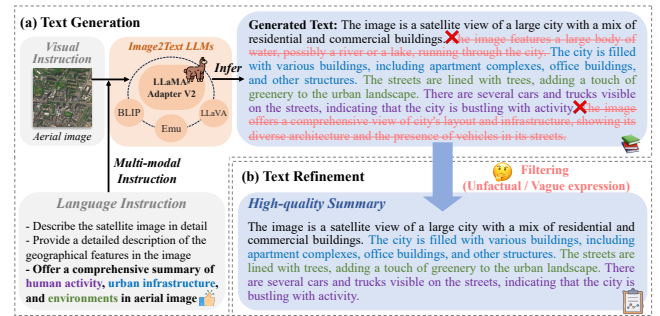 (a) Text Generation
Visual
Instruction
Aerial image
Image2Text LLMs
LLaMA
Adapter V2
BLIP
Emu
LLaVA
Infer
Multi-modal
Instruction
Language Instruction
- Describe the satellite image in detail
- Provide a detailed description of the
geographical features in the image
- Offer a comprehensive summary of
human activity, urban infrastructure,
and environments in aerial image
Generated Text: The image is a satellite view of a large city with a mix of
residential and commercial buildings. The image features a large body of
water, possibly a river or a lake, running through the city. The city is filled
with various buildings, including apartment complexes, office buildings,
and other structures. The streets are lined with trees, adding a touch of
greenery to the urban landscape. There are several cars and trucks visible
on the streets, indicating that the city is bustling with activity. The image
offers a comprehensive view of city's layout and infrastructure, showing its
diverse architecture and the presence of vehicles in its streets.
(b) Text Refinement
Filtering
(Unfactual / Vague expression)
High-quality Summary
The image is a satellite view of a large city with a mix of residential and
commercial buildings. The city is filled with various buildings, including
apartment complexes, office buildings, and other structures. The streets are
lined with trees, adding a touch of greenery to the urban landscape. There
are several cars and trucks visible on the streets, indicating that the city is
bustling with activity.